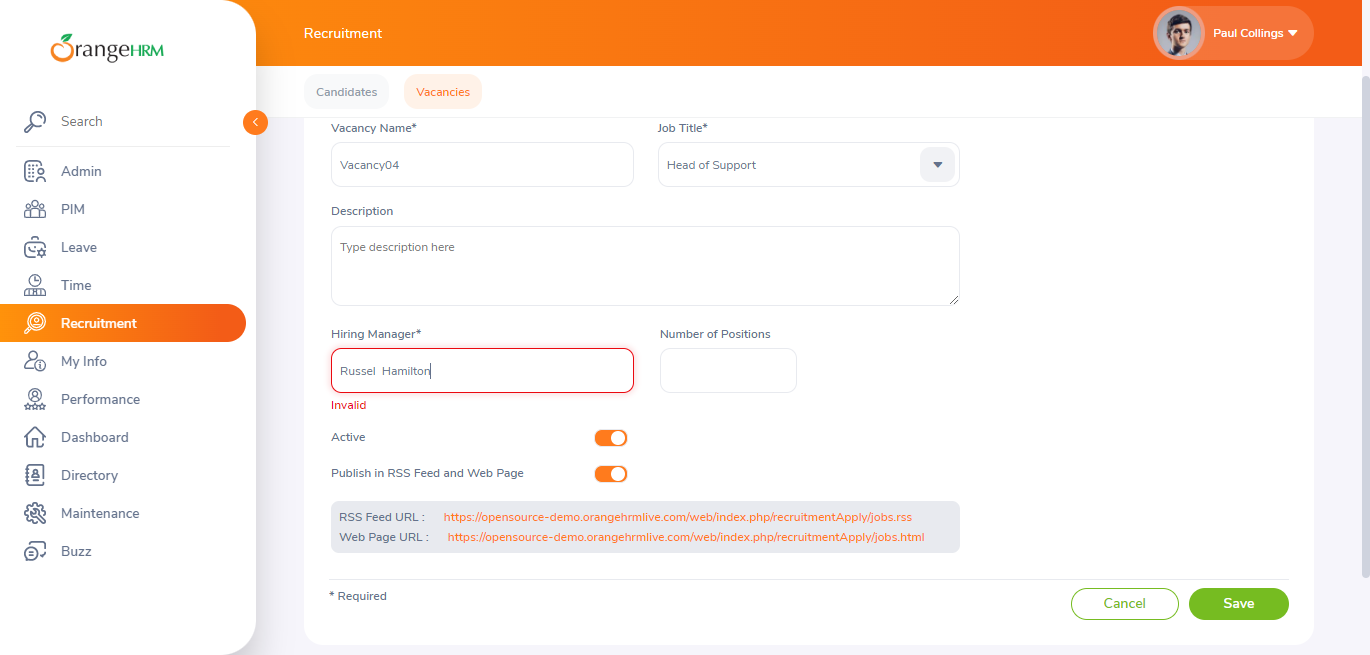 OrangeHRM
Recruitment
Paul Collings
Candidates
Vacancies
Search
Admin
PIM
Leave
Time
Recruitment
My Info
Performance
Dashboard
Directory
Maintenance
Buzz
Vacancy Name*
Job Title*
Vacancy04
Head of Support
Description
Type description here
Hiring Manager*
Number of Positions
Russel  Hamilton
Invalid
Active
Publish in RSS Feed and Web Page
RSS Feed URL : https://opensource-demo.orangehrmlive.com/web/index.php/recruitmentApply/jobs.rss
Web Page URL : https://opensource-demo.orangehrmlive.com/web/index.php/recruitmentApply/jobs.html
* Required
Cancel
Save